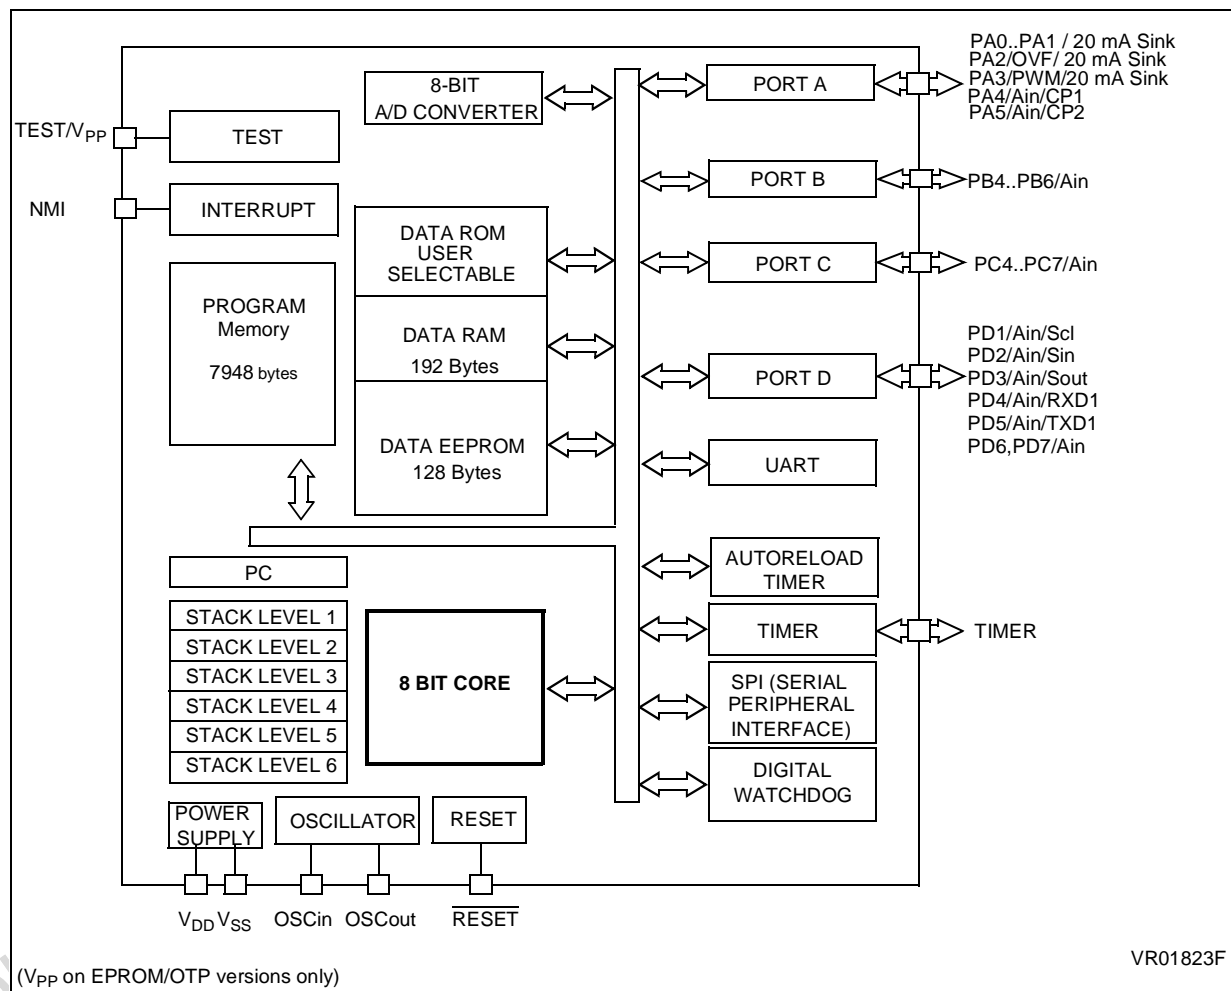 PA0..PA1 / 20 mA Sink
PA2/OVF/ 20 mA Sink
PA3/PWM/20 mA Sink
PA4/Ain/CP1
PA5/Ain/CP2
8-BIT
A/D CONVERTER
PORT A
TEST/VPP
TEST
PORT B
PB4..PB6/Ain
NMI
INTERRUPT
DATA ROM
USER
SELECTABLE
PORT C
PC4..PC7/Ain
PROGRAM
Memory
7948 bytes
DATA RAM
192 Bytes
PORT D
PD1/Ain/Scl
PD2/Ain/Sin
PD3/Ain/Sout
PD4/Ain/RXD1
PD5/Ain/TXD1
PD6,PD7/Ain
DATA EEPROM
128 Bytes
UART
PC
AUTORELOAD
TIMER
STACK LEVEL 1
STACK LEVEL 2
STACK LEVEL 3
STACK LEVEL 4
STACK LEVEL 5
STACK LEVEL 6
8 BIT CORE
TIMER
TIMER
SPI (SERIAL
PERIPHERAL
INTERFACE)
DIGITAL
WATCHDOG
POWER
SUPPLY
OSCILLATOR
RESET
VDD VSS
OSCin
OSCout
RESET
VR01823F
(VPP on EPROM/OTP versions only)